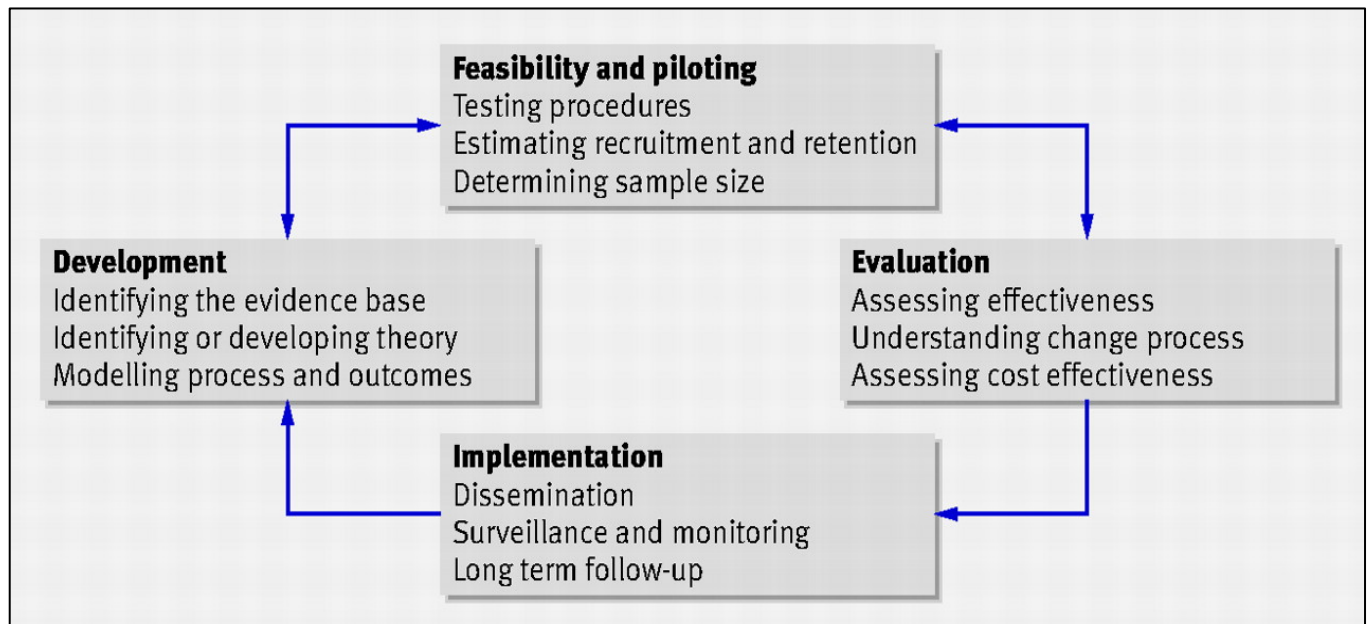 Feasibility and piloting
Testing procedures
Estimating recruitment and retention
Determining sample size
Development
Identifying the evidence base
Identifying or developing theory
Modelling process and outcomes
Evaluation
Assessing effectiveness
Understanding change process
Assessing cost effectiveness
Implementation
Dissemination
Surveillance and monitoring
Long term follow-up